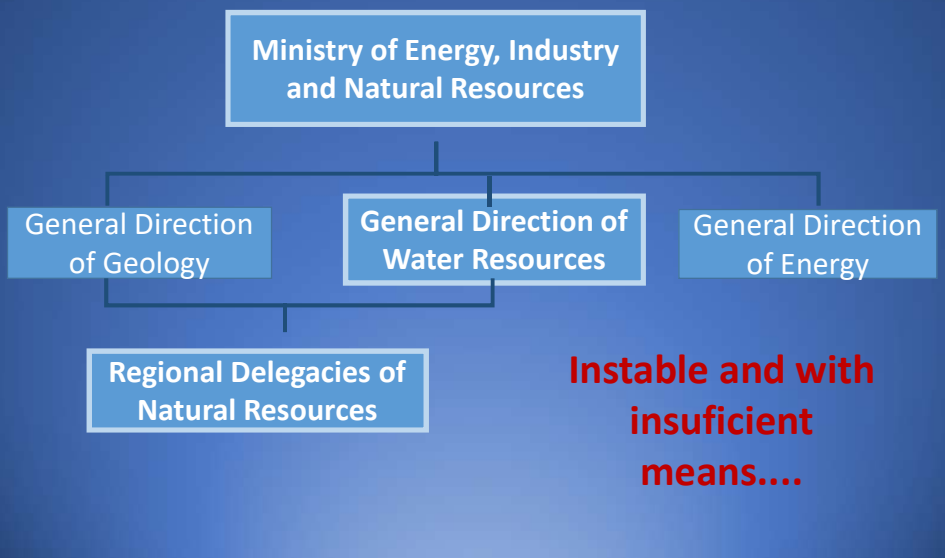 Ministry of Energy, Industry
and Natural Resources
General Direction
of Geology
General Direction of
Water Resources
General Direction
of Energy
Regional Delegacies of
Natural Resources
Instable and with
insuficient
means....